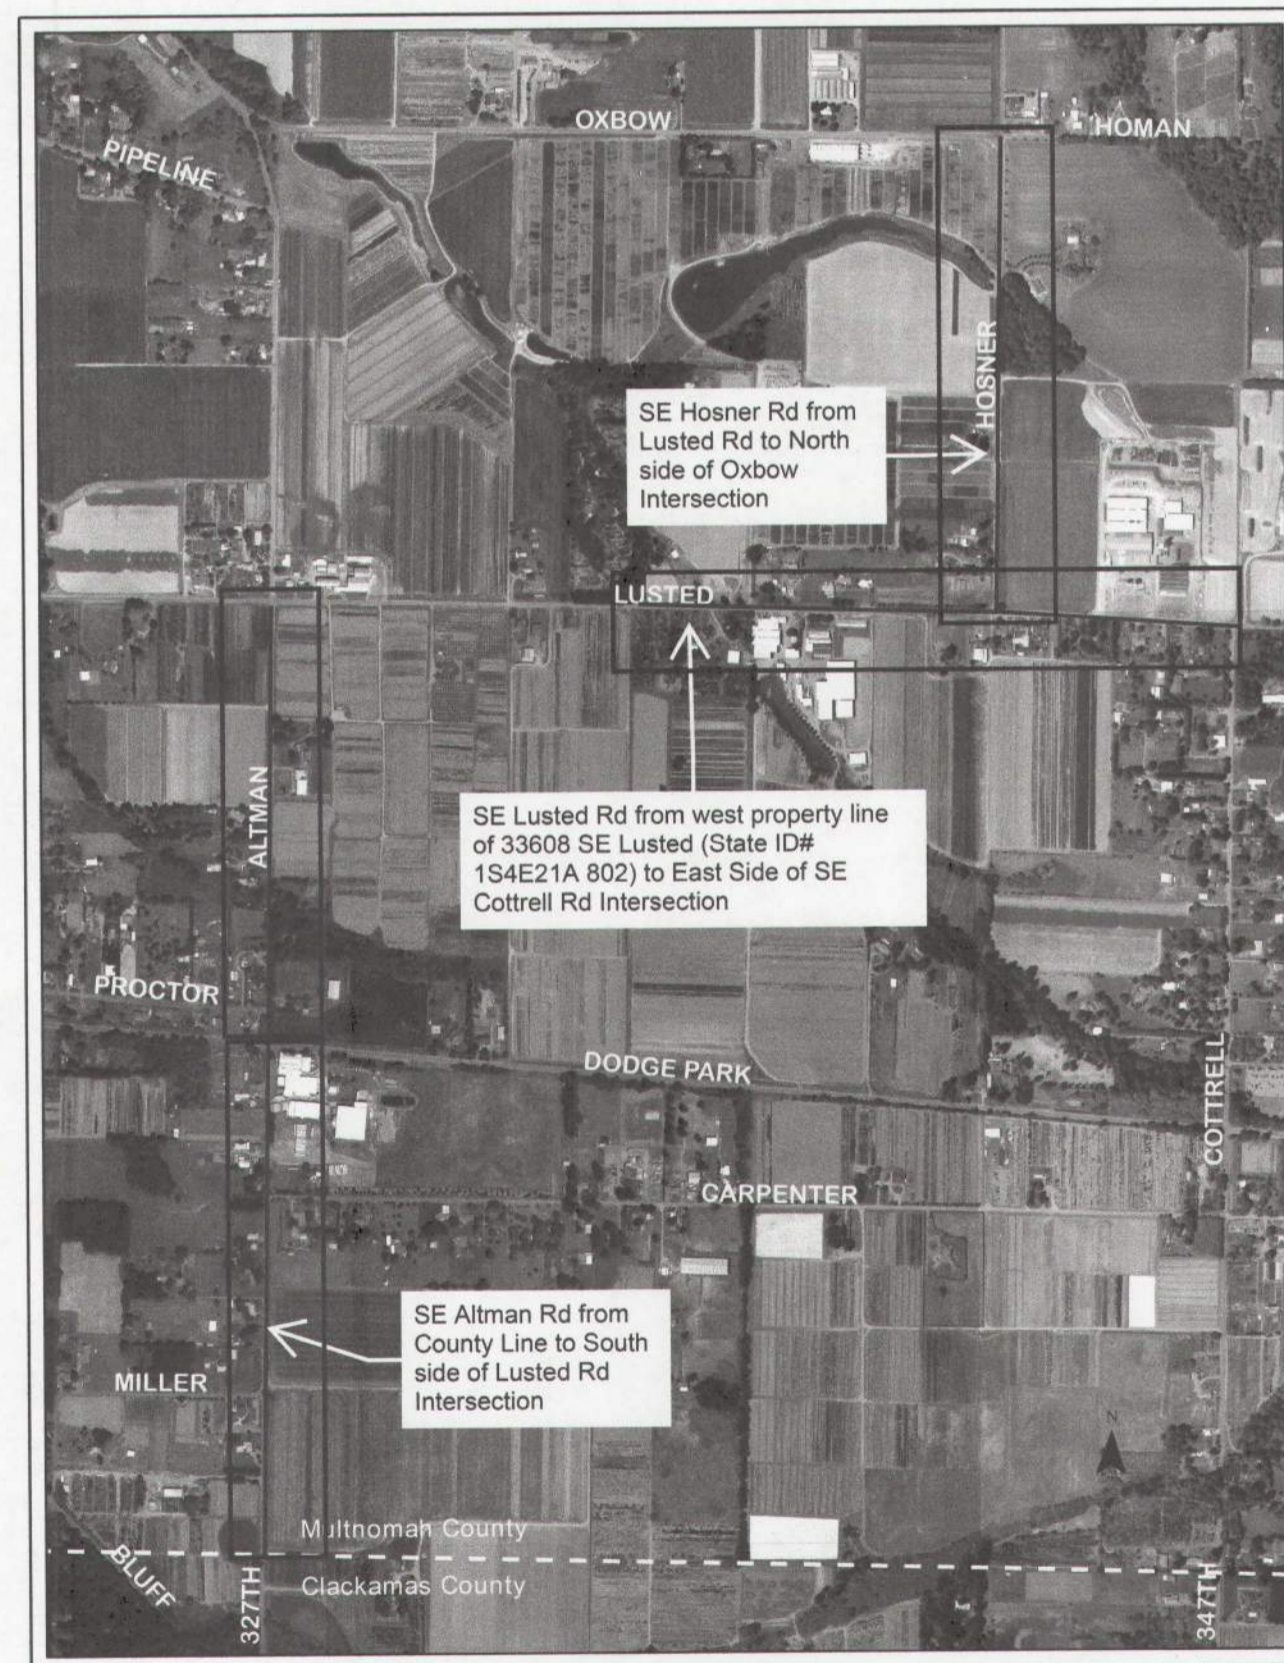 OXBOW
HOMAN
PIPELINE
HOSNER
SE Hosner Rd from
Lusted Rd to North
side of Oxbow
Intersection
LUSTED
ALTMAN
SE Lusted Rd from west property line
of 33608 SE Lusted (State ID#
1S4E21A 802) to East Side of SE
Cottrell Rd Intersection
PROCTOR
DODGE PARK
COTTRELL
CARPENTER
SE Altman Rd from
County Line to South
side of Lusted Rd
Intersection
MILLER
N
Multnomah County
BLUFF
327TH
Clackamas County
347TH